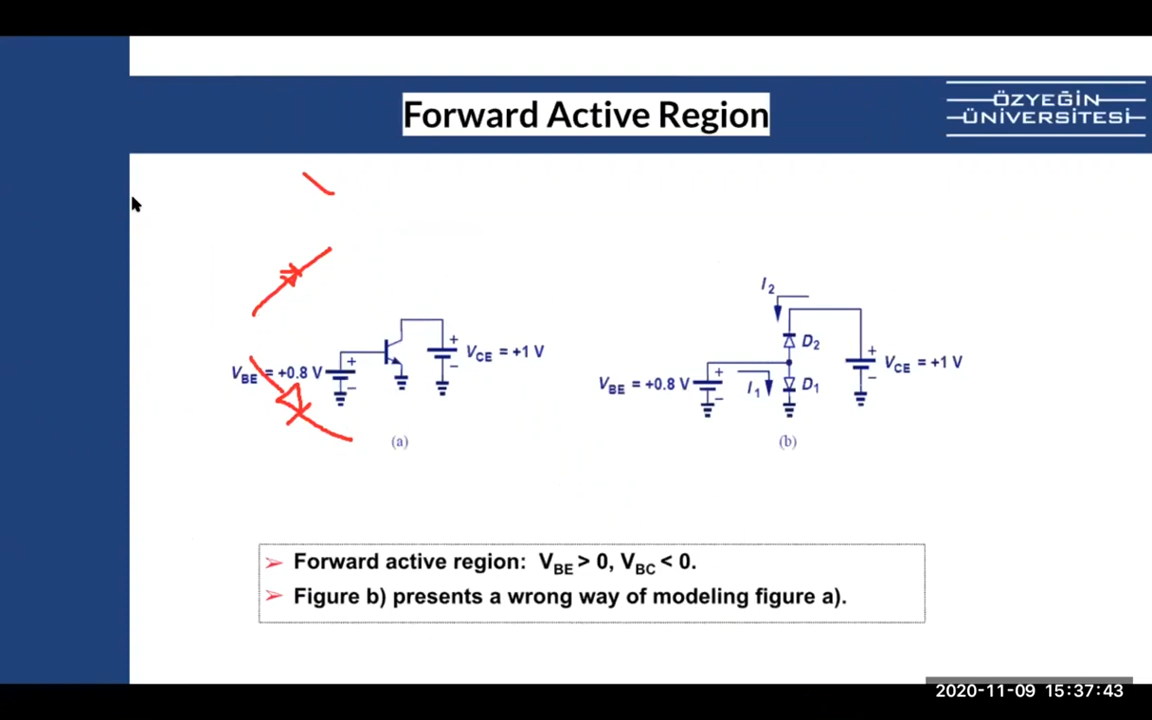 Forward Active Region
ÖZYEĞİN
ÜNİVERSİTESİ
VBE = +0.8 V
+
−
+
−
VCE = +1 V
(a)
I2
D2
VBE = +0.8 V
+
−
I1
D1
+
−
VCE = +1 V
(b)
➢ Forward active region: VBE > 0, VBC < 0.
➢ Figure b) presents a wrong way of modeling figure a).
2020-11-09 15:37:43